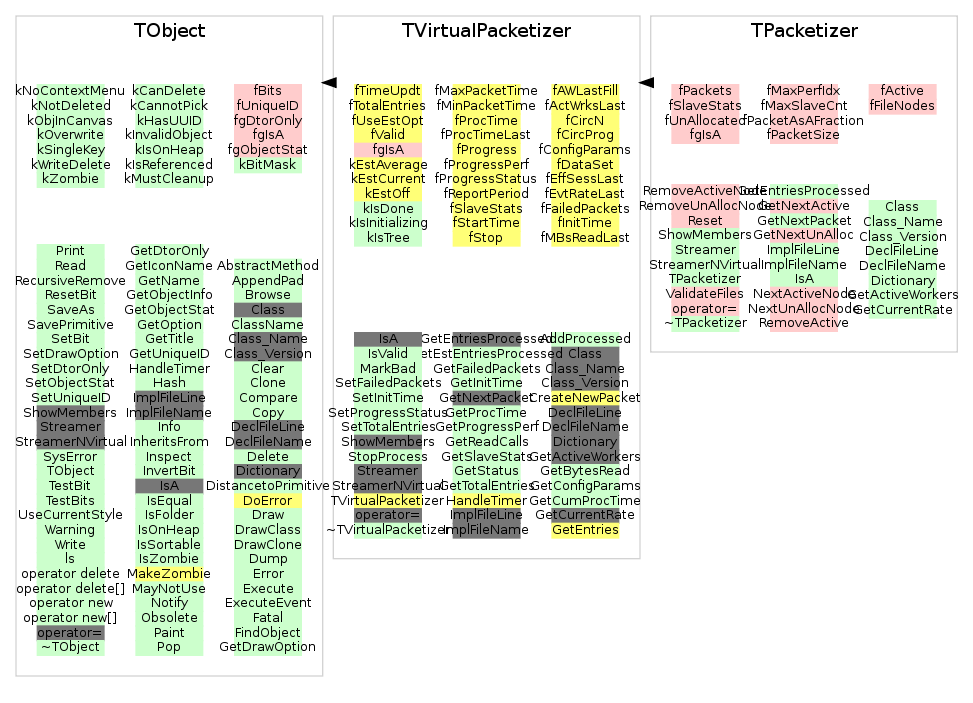 TObject
kNoContextMenu
kNotDeleted
kObjInCanvas
kOverwrite
kSingleKey
kWriteDelete
kZombie
kCanDelete
kCannotPick
kHasUUID
kInvalidObject
kIsOnHeap
kIsReferenced
kMustCleanup
fBits
fUniqueID
fgDtorOnly
fgIsA
fgObjectStat
kBitMask
Print
Read
RecursiveRemove
ResetBit
SaveAs
SavePrimitive
SetBit
SetDrawOption
SetDtorOnly
SetObjectStat
SetUniqueID
ShowMembers
Streamer
StreamerNVirtual
SysError
TObject
TestBit
TestBits
UseCurrentStyle
Warning
Write
ls
operator delete
operator delete[]
operator new
operator new[]
operator=
~TObject
GetDtorOnly
GetIconName
GetName
GetObjectInfo
GetObjectStat
GetOption
GetTitle
GetUniqueID
HandleTimer
Hash
ImplFileLine
ImplFileName
Info
InheritsFrom
Inspect
InvertBit
IsA
IsEqual
IsFolder
IsOnHeap
IsSortable
IsZombie
MakeZombie
MayNotUse
Notify
Obsolete
Paint
Pop
AbstractMethod
AppendPad
Browse
Class
ClassName
Class_Name
Class_Version
Clear
Clone
Compare
Copy
DeclFileLine
DeclFileName
Delete
Dictionary
DistancetoPrimitive
DoError
Draw
DrawClass
DrawClone
Dump
Error
Execute
ExecuteEvent
Fatal
FindObject
GetDrawOption
TVirtualPacketizer
fTimeUpdt
fTotalEntries
fUseEstOpt
fValid
fgIsA
kEstAverage
kEstCurrent
kEstOff
kIsDone
kIsInitializing
kIsTree
fMaxPacketTime
fMinPacketTime
fProcTime
fProcTimeLast
fProgress
fProgressPerf
fProgressStatus
fReportPeriod
fSlaveStats
fStartTime
fStop
fAWLastFill
fActWrksLast
fCircN
fCircProg
fConfigParams
fDataSet
fEffSessLast
fEvtRateLast
fFailedPackets
fInitTime
fMBsReadLast
IsA
IsValid
MarkBad
SetFailedPackets
SetInitTime
SetProgressStatus
SetTotalEntries
ShowMembers
StopProcess
Streamer
StreamerNVirtual
TVirtualPacketizer
operator=
~TVirtualPacketizer
GetEntriesProcessed
etEstEntriesProcessed
GetFailedPackets
GetInitTime
GetNextPacket
GetProcTime
GetProgressPerf
GetReadCalls
GetSlaveStats
GetStatus
GetTotalEntries
HandleTimer
ImplFileLine
ImplFileName
AddProcessed
Class
Class_Name
Class_Version
CreateNewPacket
DeclFileLine
DeclFileName
Dictionary
GetActiveWorkers
GetBytesRead
GetConfigParams
GetCumProcTime
GetCurrentRate
GetEntries
TPacketizer
fPackets
fSlaveStats
fUnAllocated
fgIsA
fMaxPerfIdx
fMaxSlaveCnt
fPacketAsAFraction
fPacketSize
fActive
fFileNodes
RemoveActiveNode
RemoveUnAllocNode
Reset
ShowMembers
Streamer
StreamerNVirtual
TPacketizer
ValidateFiles
operator=
~TPacketizer
GetEntriesProcessed
GetNextActive
GetNextPacket
GetNextUnAlloc
ImplFileLine
ImplFileName
IsA
NextActiveNode
NextUnAllocNode
RemoveActive
Class
Class_Name
Class_Version
DeclFileLine
DeclFileName
Dictionary
GetActiveWorkers
GetCurrentRate